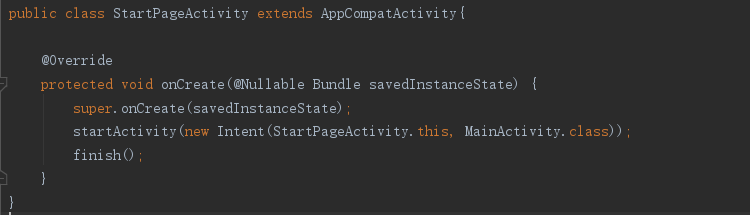 public class StartPageActivity extends AppCompatActivity{
@Override
protected void onCreate(@Nullable Bundle savedInstanceState) {
super.onCreate(savedInstanceState);
startActivity(new Intent(StartPageActivity.this, MainActivity.class));
finish();
}
}